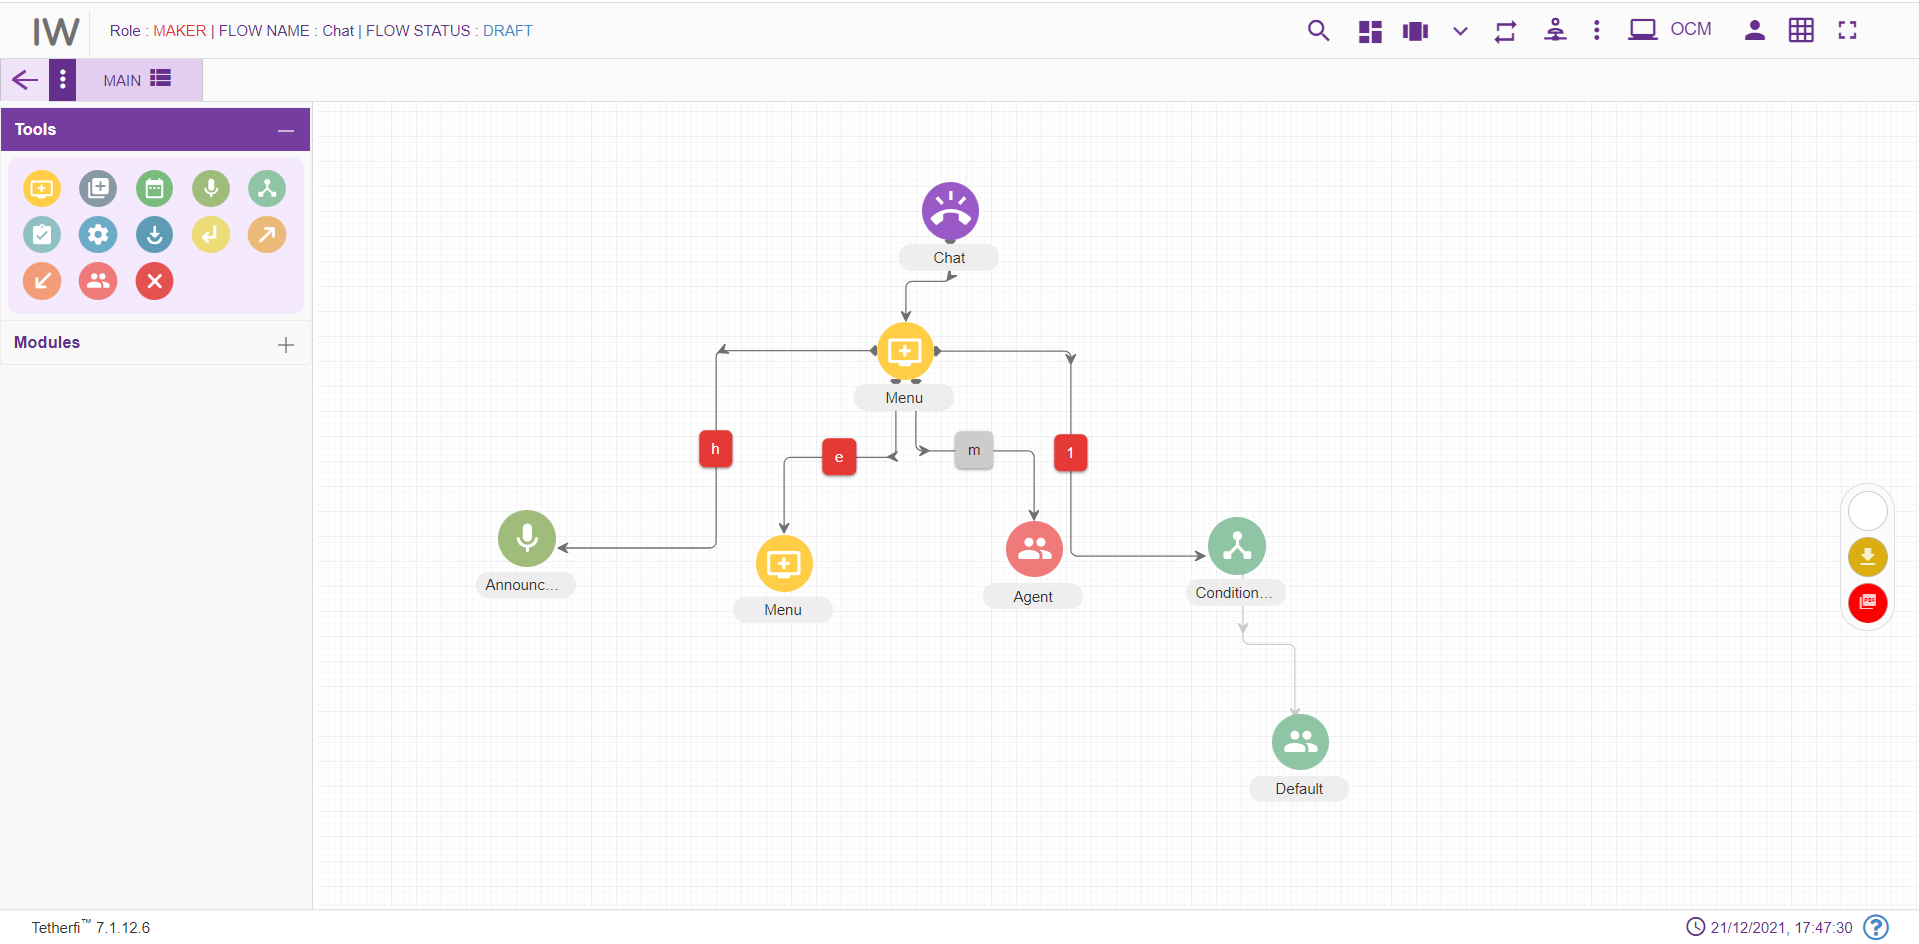 IW
Role : MAKER | FLOW NAME : Chat | FLOW STATUS : DRAFT
OCM
MAIN
Tools
Modules
Chat
Menu
h
e
m
1
Announc...
Menu
Agent
Condition...
Default
PDF
Tetherfi™ 7.1.12.6
21/12/2021, 17:47:30
?